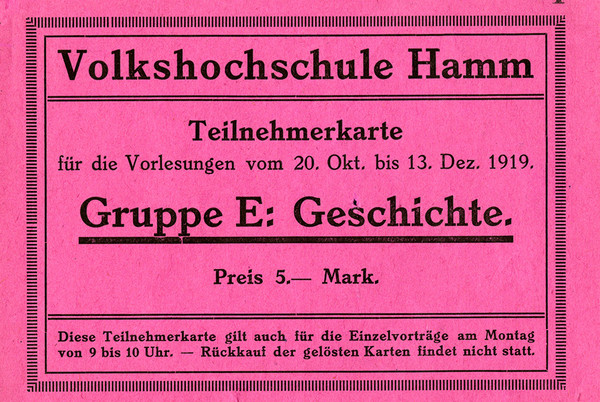 Volkshochschule Hamm
Teilnehmerkarte
für die Vorlesungen vom 20. Okt. bis 13. Dez. 1919.
Gruppe E: Geschichte.
Preis 5.— Mark.
Diese Teilnehmerkarte gilt auch für die Einzelvorträge am Montag
von 9 bis 10 Uhr. — Rückkauf der gelösten Karten findet nicht statt.